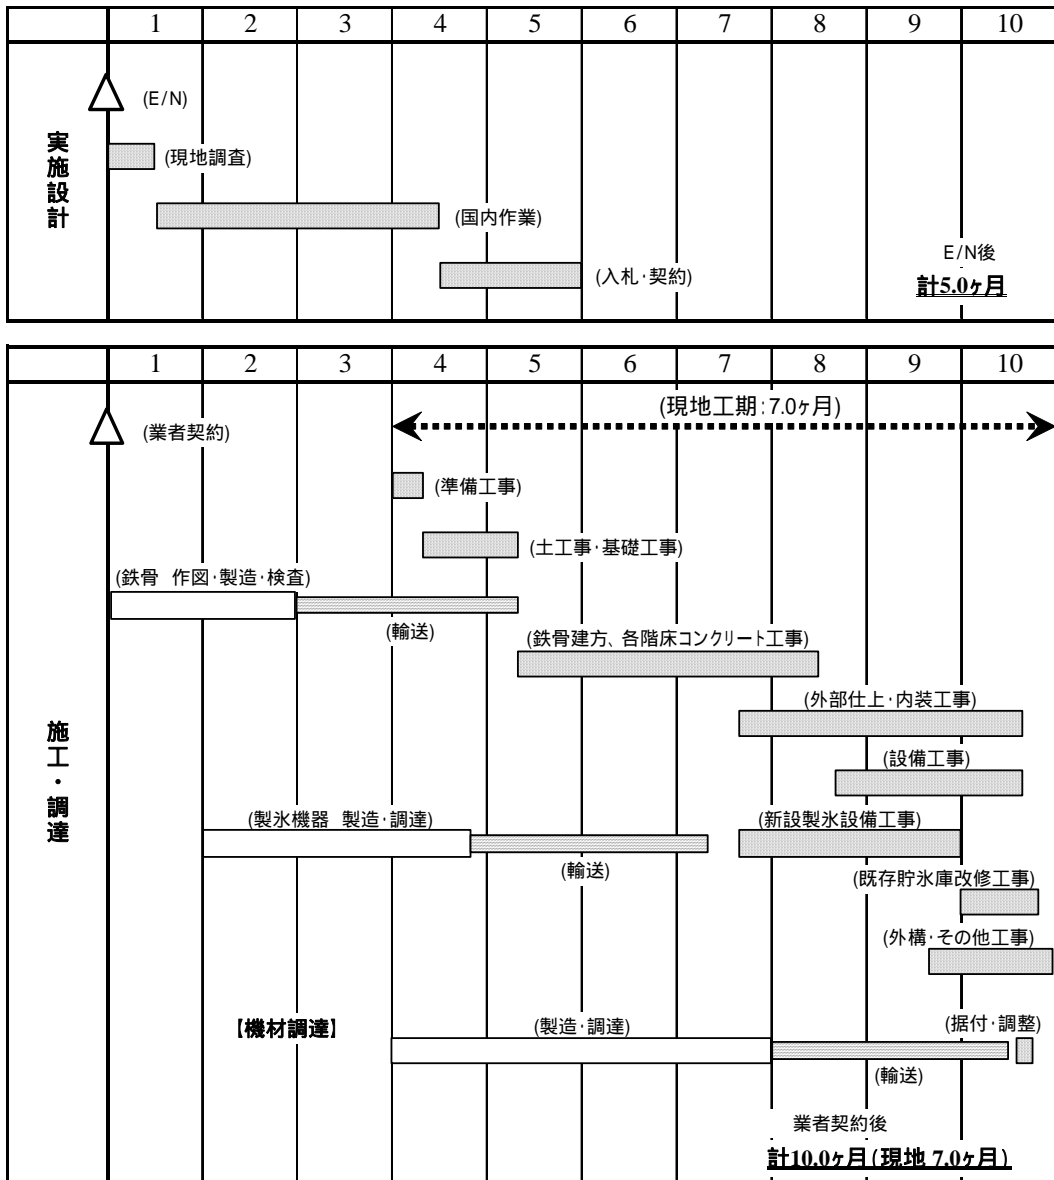 1 2 3 4 5 6 7 8 9 10
実施設計
(E/N)
(現地調査)
(国内作業)
(入札・契約)
E/N後
計5.0ヶ月
1 2 3 4 5 6 7 8 9 10
施工・調達
(業者契約)
(現地工期:7.0ヶ月)
(準備工事)
(土工事・基礎工事)
(鉄骨 作図・製造・検査)
(輸送)
(鉄骨建方、各階床コンクリート工事)
(外部仕上・内装工事)
(設備工事)
(製氷機器 製造・調達)
(輸送)
(新設製氷設備工事)
(既存貯氷庫改修工事)
(外構・その他工事)
【機材調達】
(製造・調達)
(輸送)
(据付・調整)
業者契約後
計10.0ヶ月(現地 7.0ヶ月)